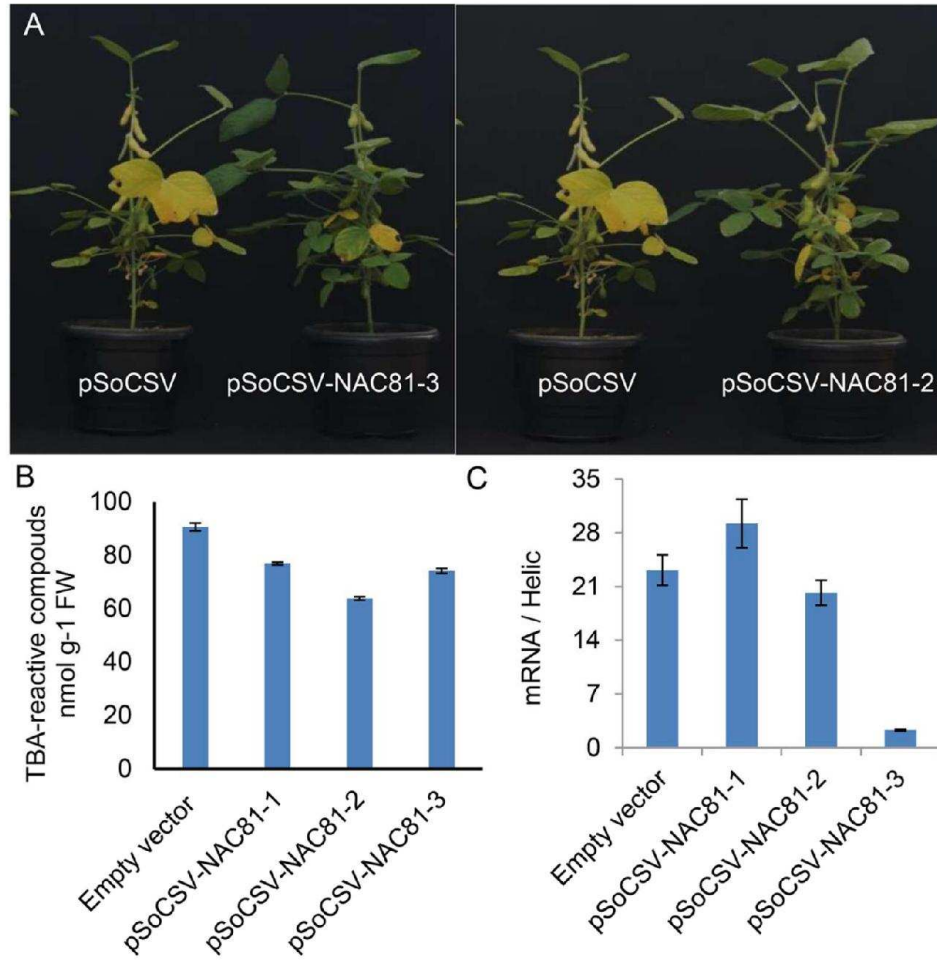 A
pSoCSV
pSoCSV-NAC81-3
pSoCSV
pSoCSV-NAC81-2
B
TBA-reactive compouds
nmol g-1 FW
100
80
60
40
20
0
Empty vector
pSoCSV-NAC81-1
pSoCSV-NAC81-2
pSoCSV-NAC81-3
C
mRNA / Helic
35
28
21
14
7
0
Empty vector
pSoCSV-NAC81-1
pSoCSV-NAC81-2
pSoCSV-NAC81-3